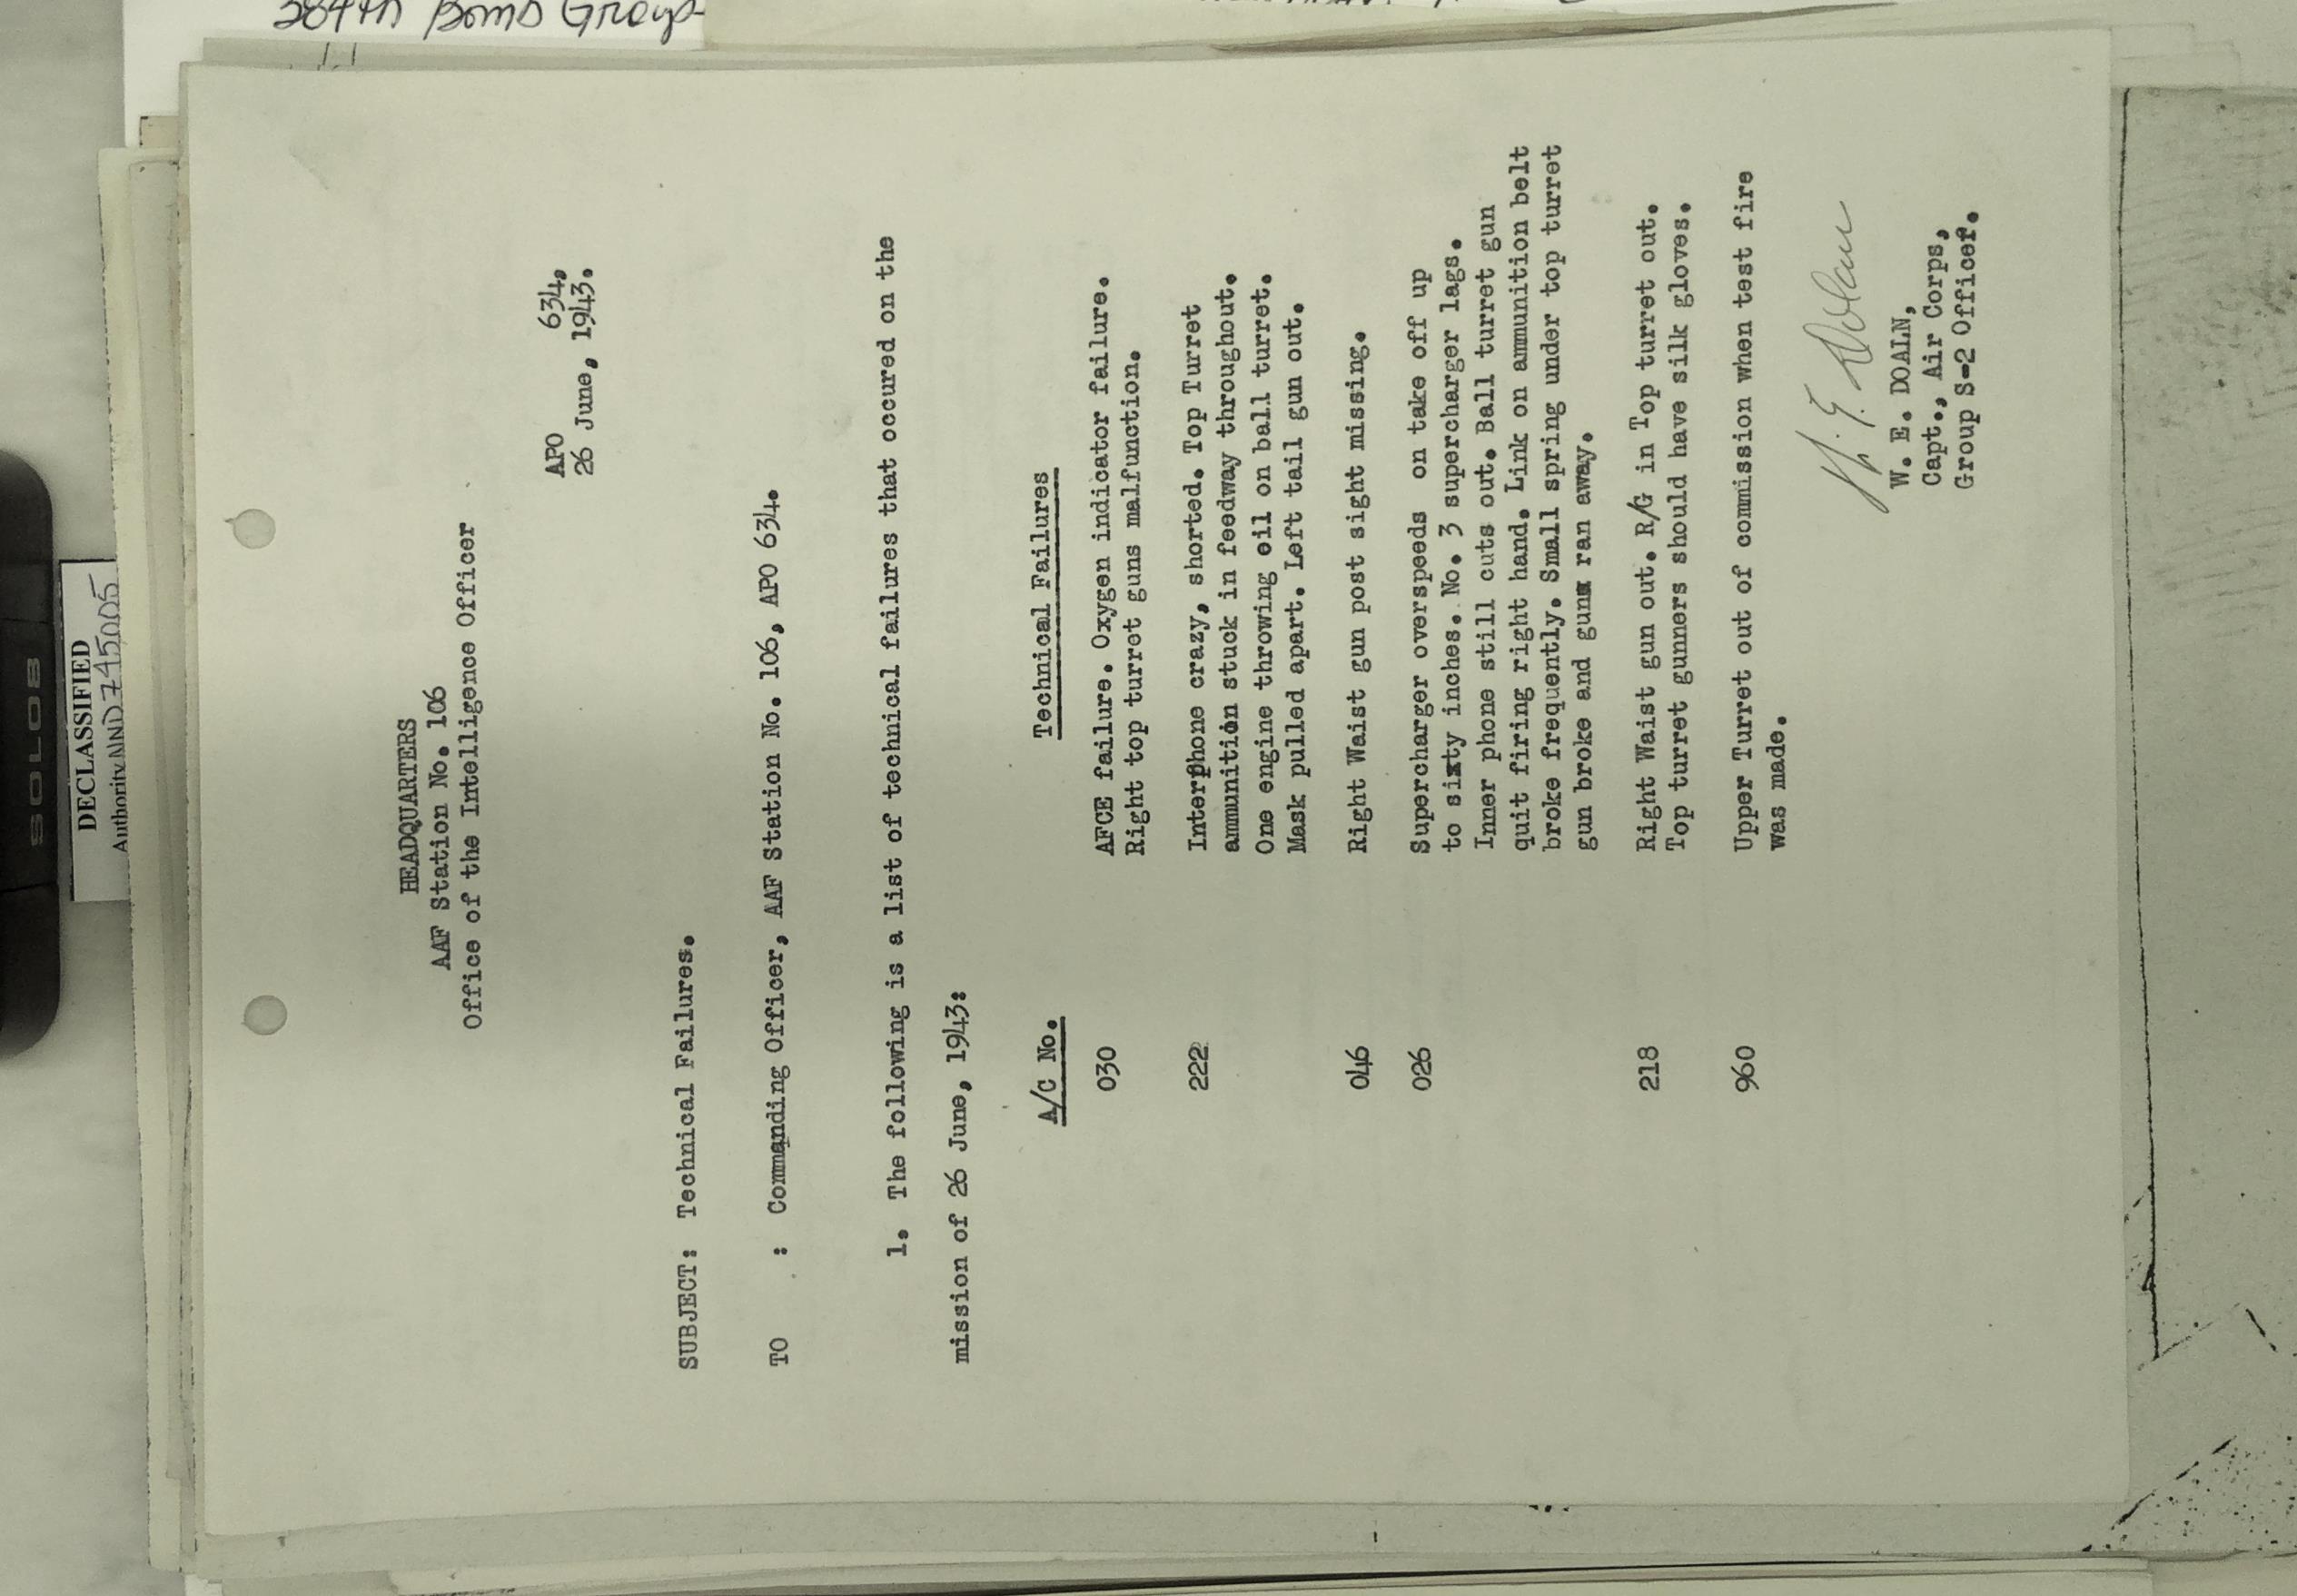 384th Bomb Group
SOLOS
DECLASSIFIED
Authority NND 745005
HEADQUARTERS
AAF Station No. 106
Office of the Intelligence Officer
APO 634,
26 June, 1943.
SUBJECT: Technical Failures.
TO : Commanding Officer, AAF Station No. 106, APO 634.
1. The following is a list of technical failures that occured on the
mission of 26 June, 1943:
A/C No. Technical Failures
030 AFCE failure. Oxygen indicator failure.
Right top turret guns malfunction.
222 Interphone crazy, shorted. Top Turret
ammunition stuck in feedway throughout.
One engine throwing oil on ball turret.
Mask pulled apart. Left tail gun out.
046 Right Waist gun post sight missing.
026 Supercharger overspeeds on take off up
to sixty inches. No. 3 supercharger lags.
Inner phone still cuts out. Ball turret gun
quit firing right hand. Link on ammunition belt
broke frequently. Small spring under top turret
gun broke and guns ran away.
218 Right Waist gun out. R/G in Top turret out.
Top turret gunners should have silk gloves.
960 Upper Turret out of commission when test fire
was made.
W. E. Dolan
W. E. DOALN,
Capt., Air Corps,
Group S-2 Officer.